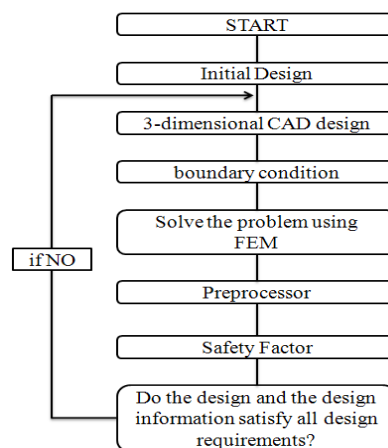 START
Initial Design
3-dimensional CAD design
boundary condition
Solve the problem using
FEM
if NO
Preprocessor
Safety Factor
Do the design and the design
information satisfy all design
requirements?